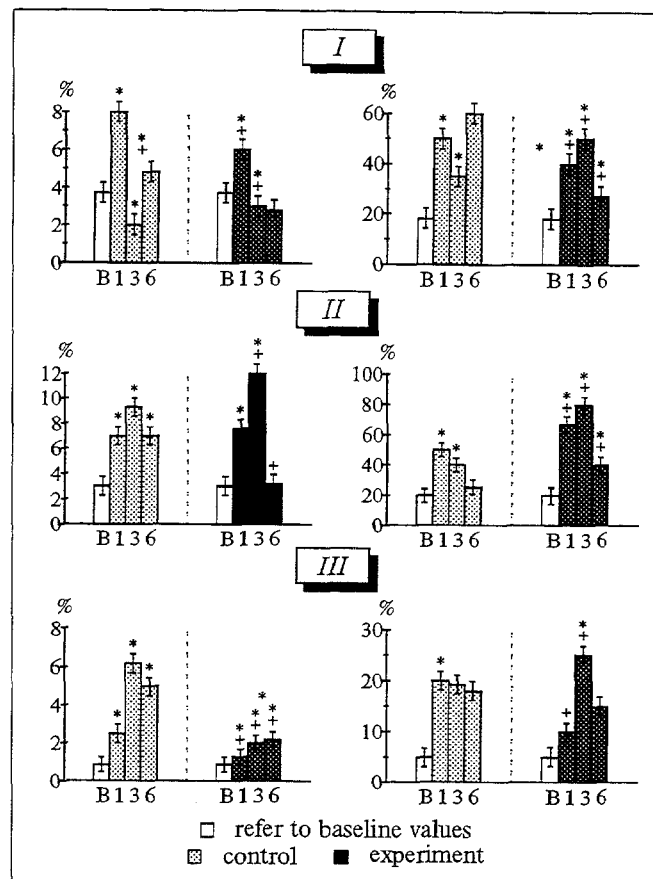 I
%
8
6
4
2
0
* * * +
* + * +
B 1 3 6 B 1 3 6
60
40
20
0
* *
* * + * + * +
B 1 3 6 B 1 3 6
II
%
12
10
8
6
4
2
0
* * *
* * + +
B 1 3 6 B 1 3 6
100
80
60
40
20
0
* *
* + * + * +
B 1 3 6 B 1 3 6
III
%
8
6
4
2
0
* * *
* + * + * * +
B 1 3 6 B 1 3 6
%
30
20
10
0
*
+ * +
B 1 3 6 B 1 3 6
refer to baseline values
control experiment